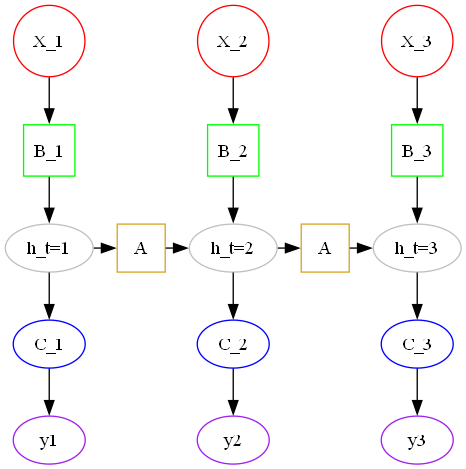 X_1 X_2 X_3
B_1 B_2 B_3
h_t=1 A h_t=2 A h_t=3
C_1 C_2 C_3
y1 y2 y3